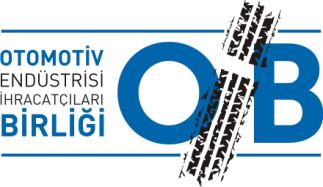 OTOMOTİV
ENDÜSTRİSİ
İHRACATÇILARI
BİRLİĞİ
OİB